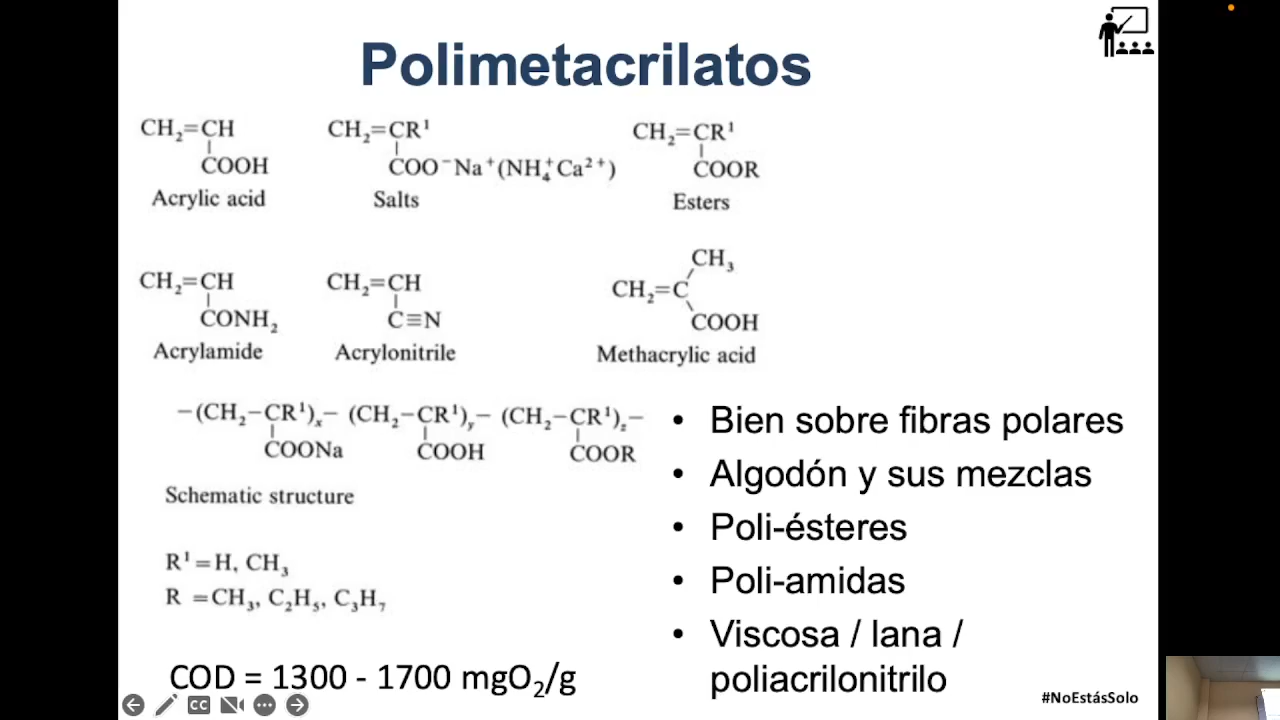 Polimetacrilatos
CH₂=CH
COOH
Acrylic acid
CH₂=CR¹
COO⁻Na⁺(NH₄⁺Ca²⁺)
Salts
CH₂=CR¹
COOR
Esters
CH₂=CH
CONH₂
Acrylamide
CH₂=CH
C≡N
Acrylonitrile
CH₃
CH₂=C
COOH
Methacrylic acid
–(CH₂–CR¹)ₓ– (CH₂–CR¹)ᵧ– (CH₂–CR¹)z–
COONa COOH COOR
Schematic structure
R¹=H, CH₃
R =CH₃, C₂H₅, C₃H₇
COD = 1300 - 1700 mgO₂/g
• Bien sobre fibras polares
• Algodón y sus mezclas
• Poli-ésteres
• Poli-amidas
• Viscosa / lana /
poliacrilonitrilo
#NoEstásSolo
CC